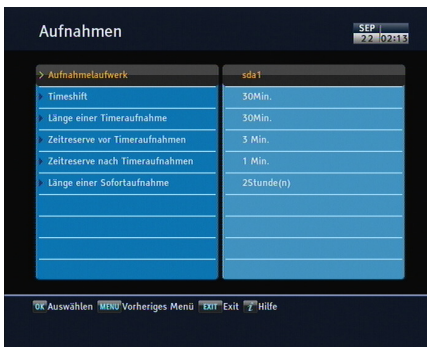 Aufnahmen
SEP
22 02:13
> Aufnahmelaufwerk sda1
Timeshift 30Min.
Länge einer Timeraufnahme 30Min.
Zeitreserve vor Timeraufnahmen 3 Min.
Zeitreserve nach Timeraufnahmen 1 Min.
Länge einer Sofortaufnahme 2Stunde(n)
OK Auswählen MENU Vorheriges Menü EXIT Exit i Hilfe